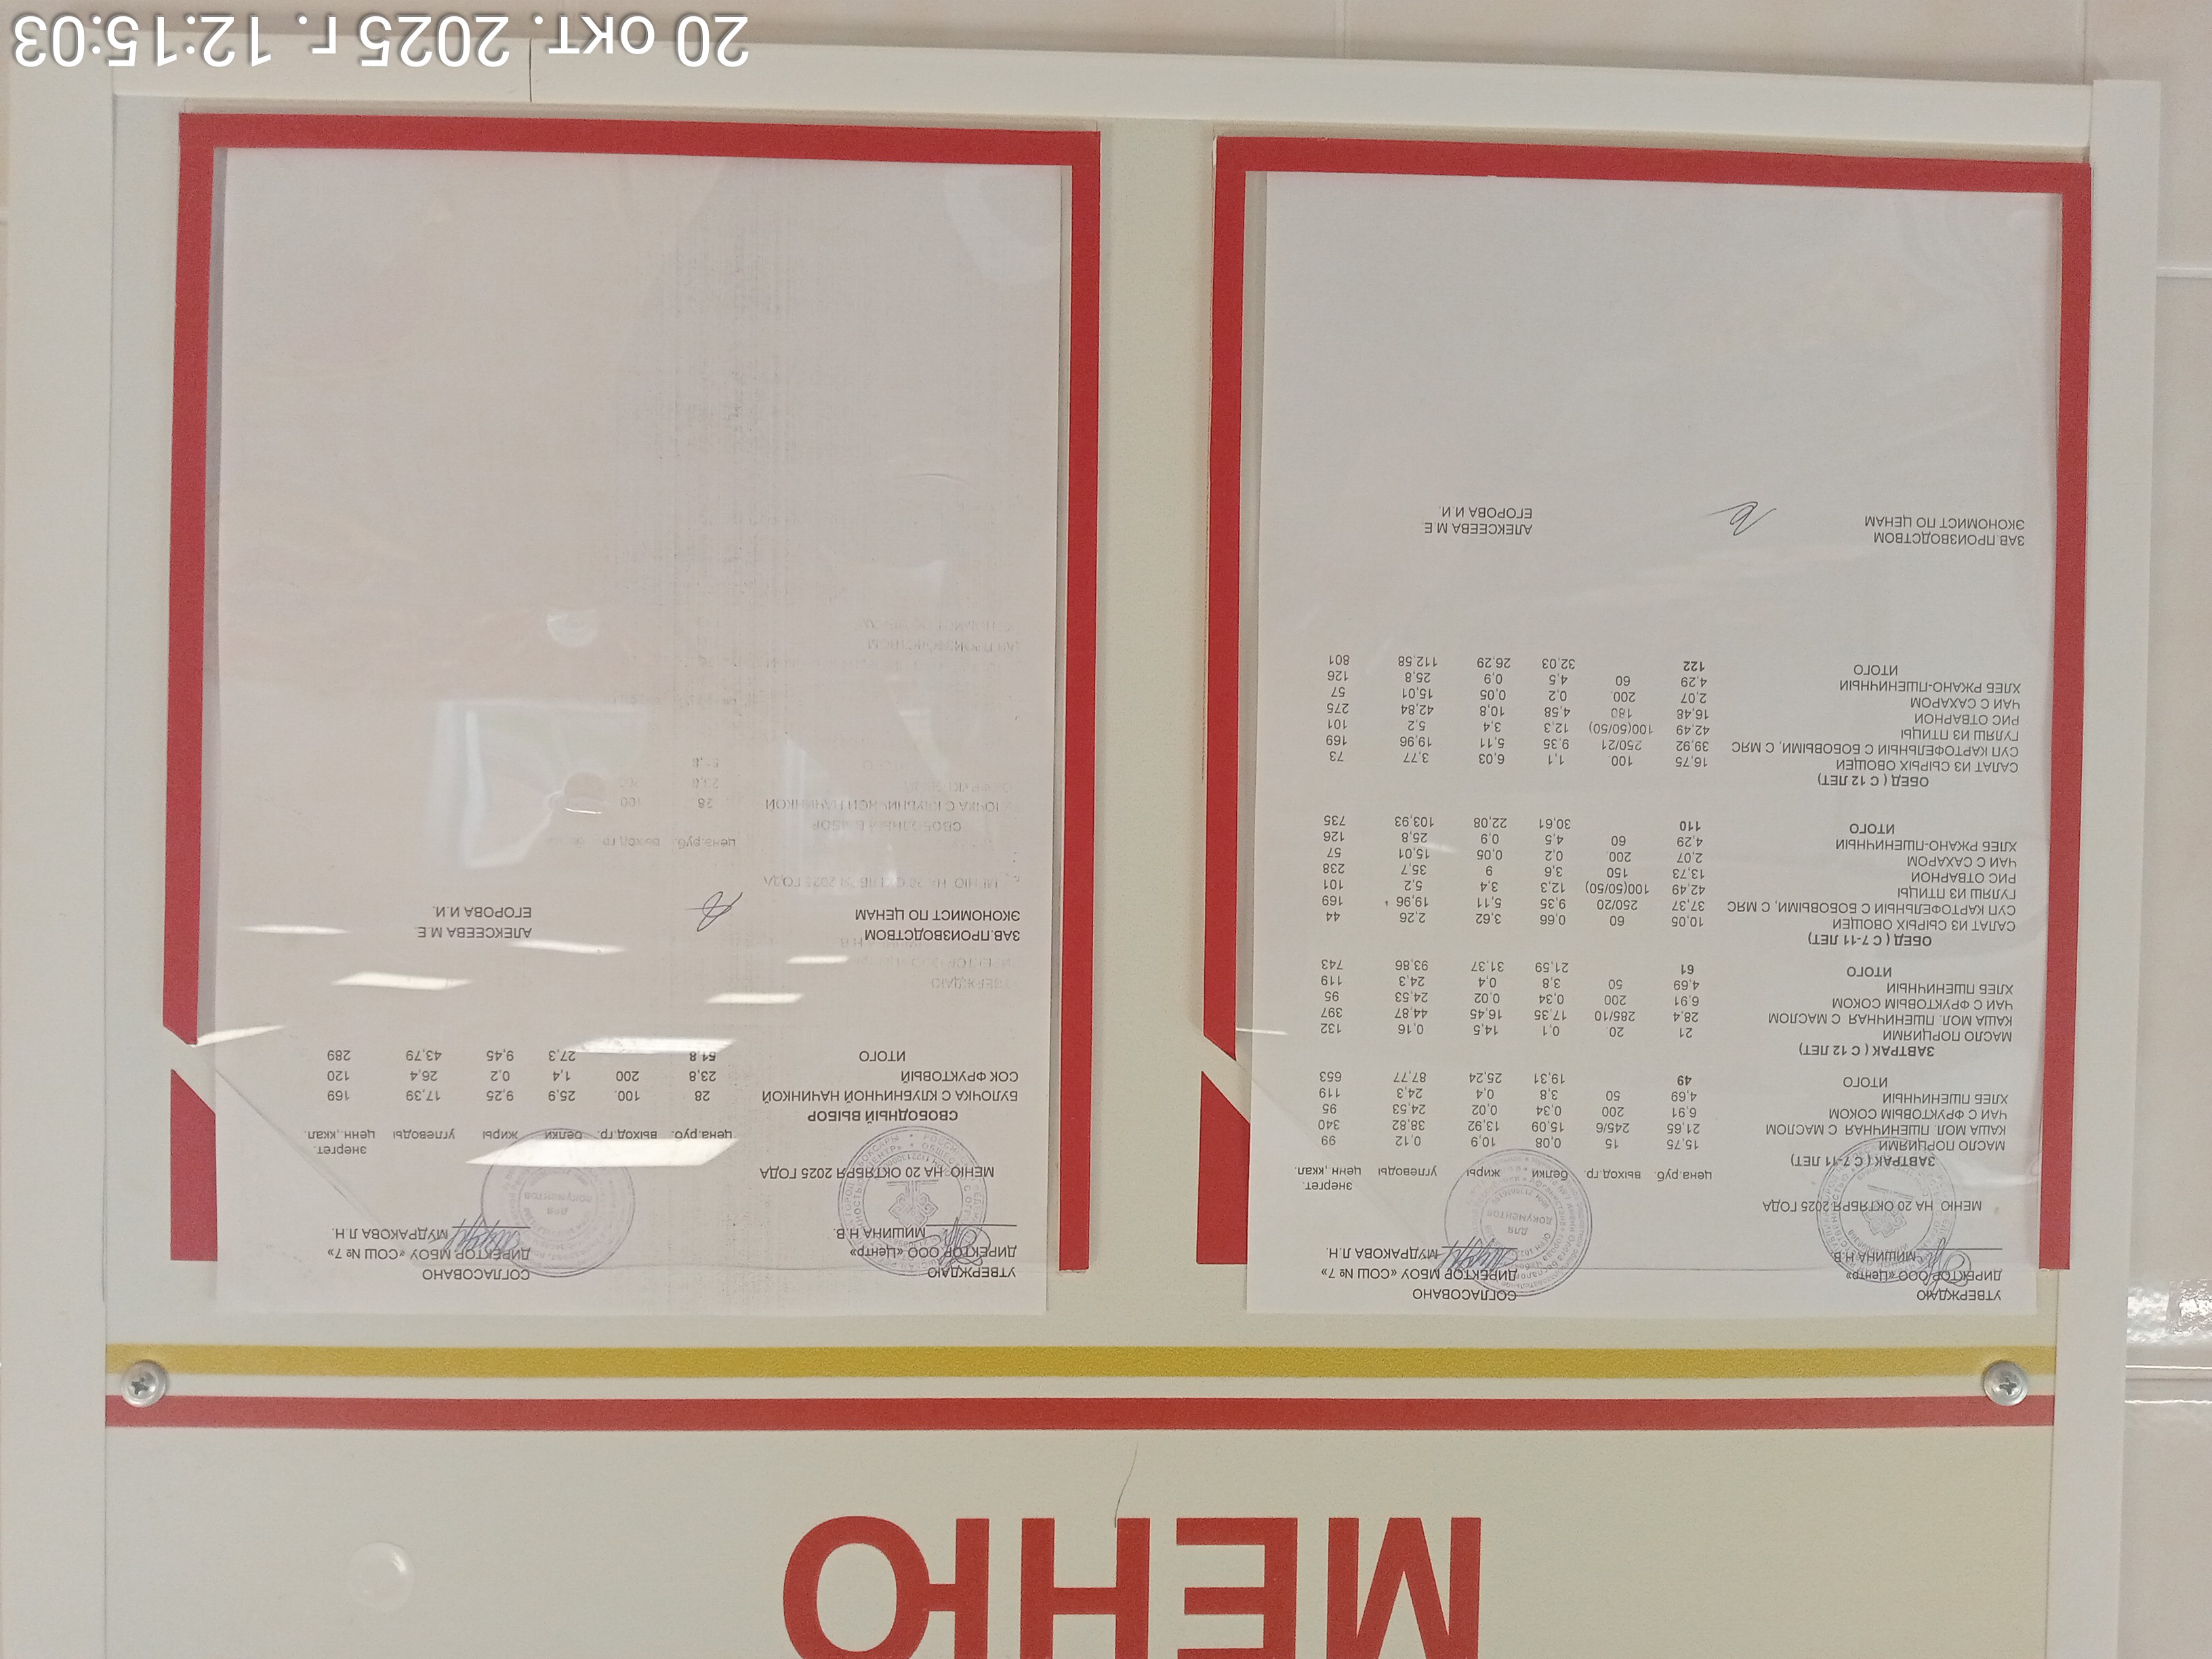 МЕНЮ
УТВЕРЖДАЮ СОГЛАСОВАНО
ДИРЕКТОР ООО «Центр» ДИРЕКТОР МБОУ «СОШ № 7»
МИШИНА Н.В. МУДРАКОВА Л.Н.
МЕНЮ НА 20 ОКТЯБРЯ 2025 ГОДА
цена,руб. выход,гр. белки жиры углеводы энергет. ценн.,ккал.
ЗАВТРАК ( С 7-11 ЛЕТ)
МАСЛО ПОРЦИЯМИ 15,75 15 0,08 10,9 0,12 99
КАША МОЛ. ПШЕНИЧНАЯ С МАСЛОМ 21,65 245/6 15,09 13,92 38,82 340
ЧАЙ С ФРУКТОВЫМ СОКОМ 6,91 200 0,34 0,02 24,53 95
ХЛЕБ ПШЕНИЧНЫЙ 4,69 50 3,8 0,4 24,3 119
ИТОГО 49 19,31 25,24 87,77 653
ЗАВТРАК ( С 12 ЛЕТ)
МАСЛО ПОРЦИЯМИ 21 20. 0,1 14,5 0,16 132
КАША МОЛ. ПШЕНИЧНАЯ С МАСЛОМ 28,4 285/10 17,35 16,45 44,87 397
ЧАЙ С ФРУКТОВЫМ СОКОМ 6,91 200 0,34 0,02 24,53 95
ХЛЕБ ПШЕНИЧНЫЙ 4,69 50 3,8 0,4 24,3 119
ИТОГО 61 21,59 31,37 93,86 743
ОБЕД ( С 7-11 ЛЕТ)
САЛАТ ИЗ СЫРЫХ ОВОЩЕЙ 10,05 60 0,66 3,62 2,26 44
СУП КАРТОФЕЛЬНЫЙ С БОБОВЫМИ, С МЯС 37,37 250/20 9,35 5,11 19,96 169
ГУЛЯШ ИЗ ПТИЦЫ 42,49 100(50/50) 12,3 3,4 5,2 101
РИС ОТВАРНОЙ 13,73 150 3,6 9 35,7 238
ЧАЙ С САХАРОМ 2,07 200. 0,2 0,05 15,01 57
ХЛЕБ РЖАНО-ПШЕНИЧНЫЙ 4,29 60 4,5 0,9 25,8 126
ИТОГО 110 30,61 22,08 103,93 735
ОБЕД ( С 12 ЛЕТ)
САЛАТ ИЗ СЫРЫХ ОВОЩЕЙ 16,75 100. 1,1 6,03 3,77 73
СУП КАРТОФЕЛЬНЫЙ С БОБОВЫМИ, С МЯС 39,92 250/21 9,35 5,11 19,96 169
ГУЛЯШ ИЗ ПТИЦЫ 42,49 100(50/50) 12,3 3,4 5,2 101
РИС ОТВАРНОЙ 16,48 180 4,58 10,8 42,84 275
ЧАЙ С САХАРОМ 2,07 200. 0,2 0,05 15,01 57
ХЛЕБ РЖАНО-ПШЕНИЧНЫЙ 4,29 60 4,5 0,9 25,8 126
ИТОГО 122 32,03 26,29 112,58 801
ЗАВ.ПРОИЗВОДСТВОМ АЛЕКСЕЕВА М.Е
ЭКОНОМИСТ ПО ЦЕНАМ ЕГОРОВА И.И.
УТВЕРЖДАЮ СОГЛАСОВАНО
ДИРЕКТОР ООО «Центр» ДИРЕКТОР МБОУ «СОШ № 7»
МИШИНА Н.В. МУДРАКОВА Л.Н.
МЕНЮ НА 20 ОКТЯБРЯ 2025 ГОДА
цена,руб. выход,гр. белки жиры углеводы энергет. ценн.,ккал.
СВОБОДНЫЙ ВЫБОР
БУЛОЧКА С КЛУБНИЧНОЙ НАЧИНКОЙ 28 100. 25,9 9,25 17,39 169
СОК ФРУКТОВЫЙ 23,8 200 1,4 0,2 26,4 120
ИТОГО 51,8 27,3 9,45 43,79 289
ЗАВ.ПРОИЗВОДСТВОМ АЛЕКСЕЕВА М.Е
ЭКОНОМИСТ ПО ЦЕНАМ ЕГОРОВА И.И.
20 окт. 2025 г. 12:15:03